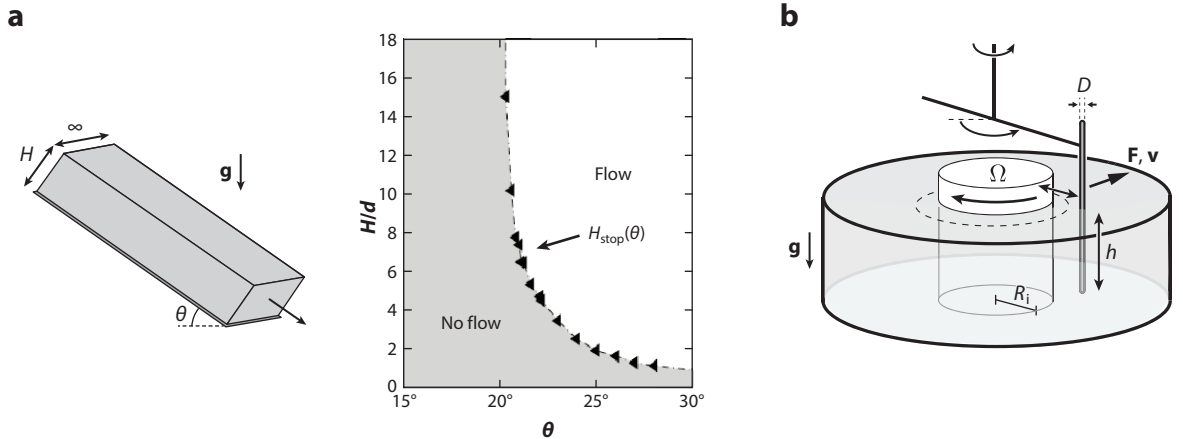 a
∞
H
g
θ
H/d
18
16
14
12
10
8
6
4
2
0
15°
20°
25°
30°
θ
Flow
H_stop(θ)
No flow
b
D
F, v
Ω
g
h
R_i